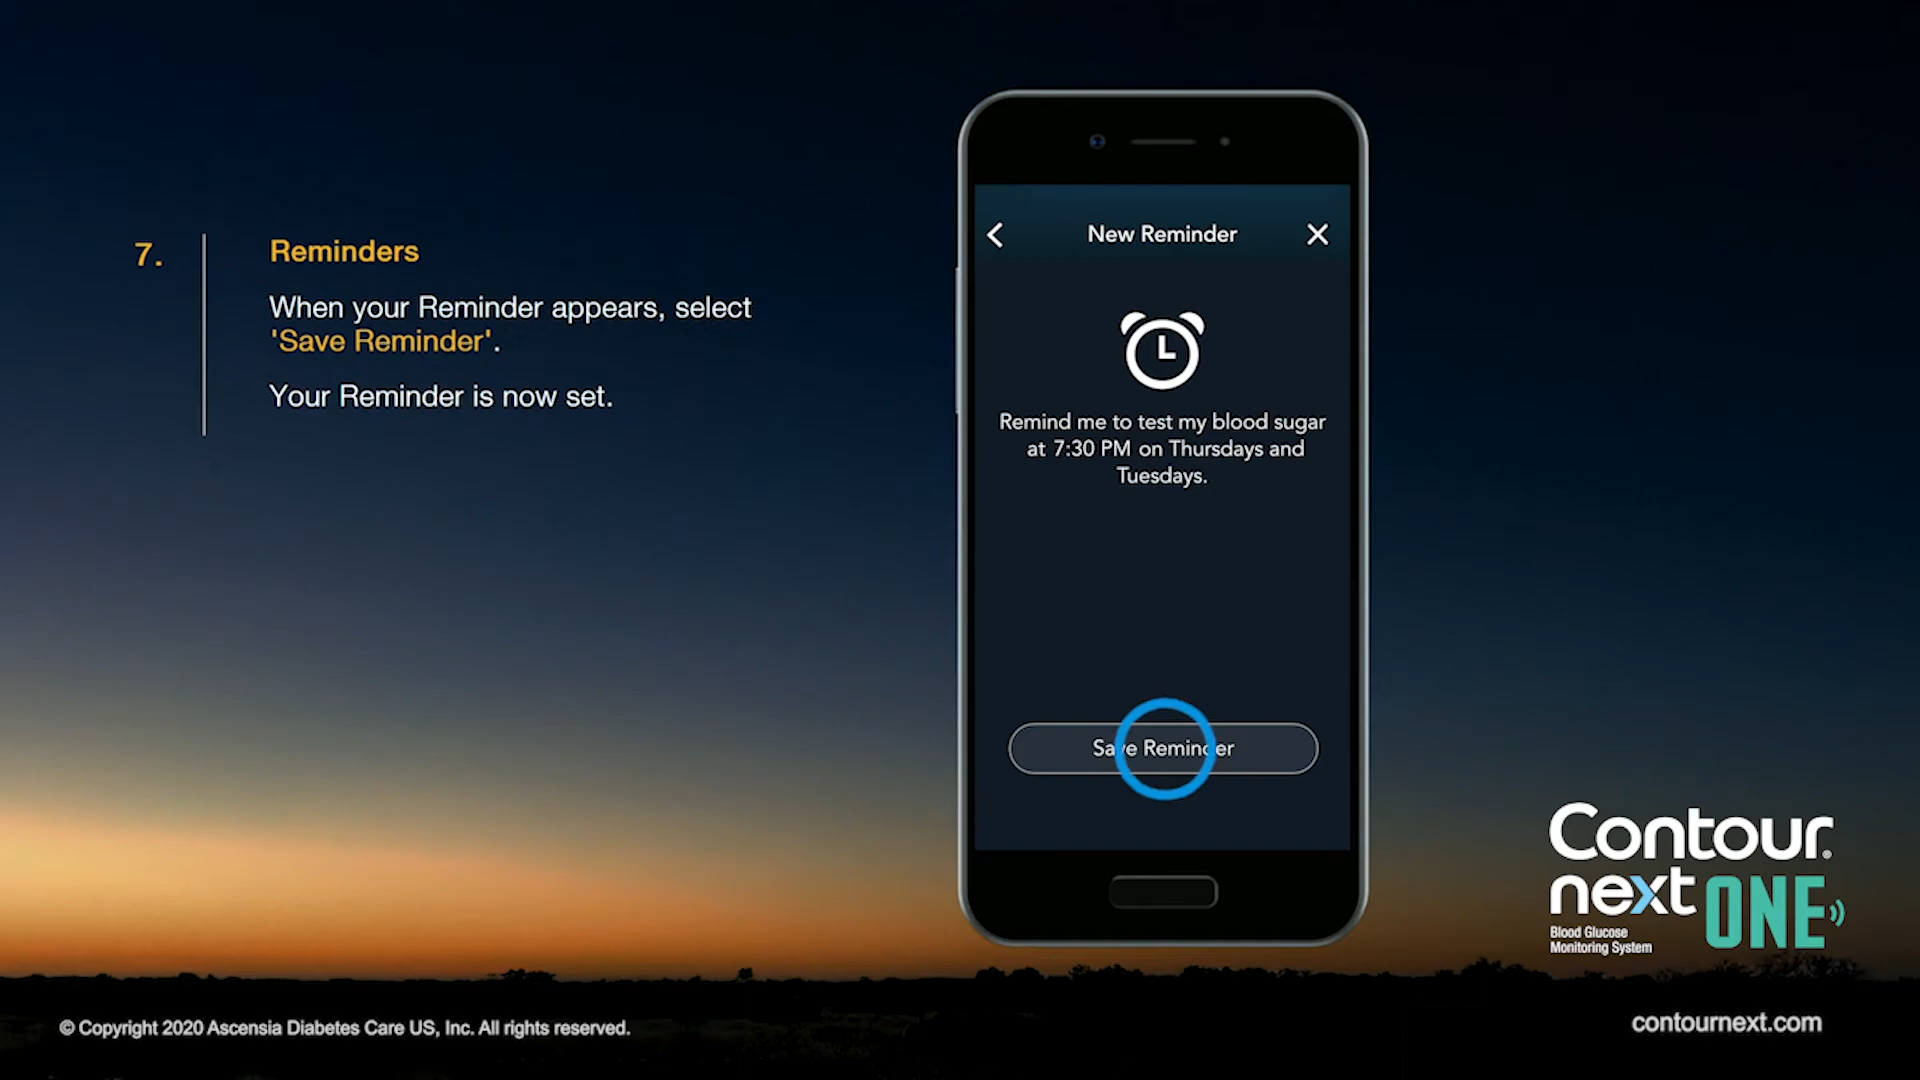 7.
Reminders
When your Reminder appears, select
'Save Reminder'.
Your Reminder is now set.
New Reminder
Remind me to test my blood sugar
at 7:30 PM on Thursdays and
Tuesdays.
Save Reminder
Contour®
next ONE
Blood Glucose
Monitoring System
© Copyright 2020 Ascensia Diabetes Care US, Inc. All rights reserved.
contournext.com